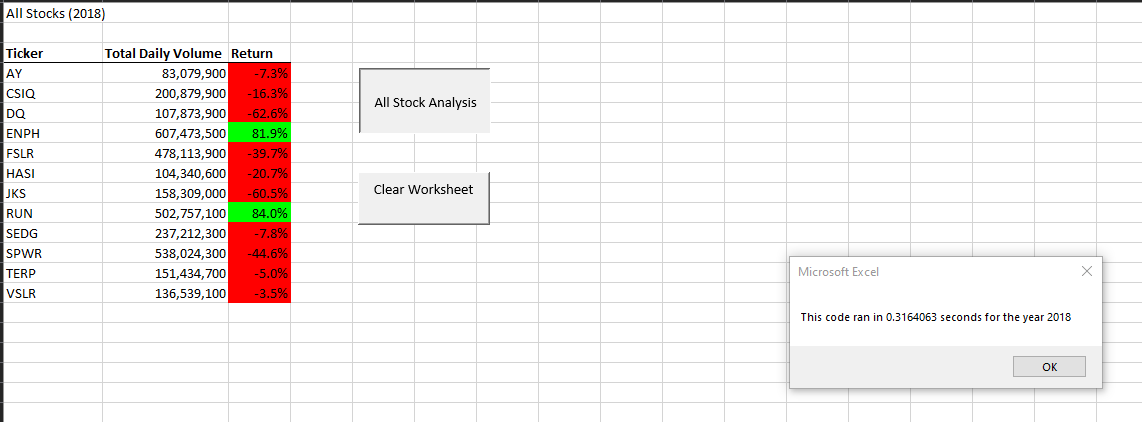 All Stocks (2018)
Ticker Total Daily Volume Return
AY 83,079,900 -7.3%
CSIQ 200,879,900 -16.3%
DQ 107,873,900 -62.6%
ENPH 607,473,500 81.9%
FSLR 478,113,900 -39.7%
HASI 104,340,600 -20.7%
JKS 158,309,000 -60.5%
RUN 502,757,100 84.0%
SEDG 237,212,300 -7.8%
SPWR 538,024,300 -44.6%
TERP 151,434,700 -5.0%
VSLR 136,539,100 -3.5%
All Stock Analysis
Clear Worksheet
Microsoft Excel
This code ran in 0.3164063 seconds for the year 2018
OK